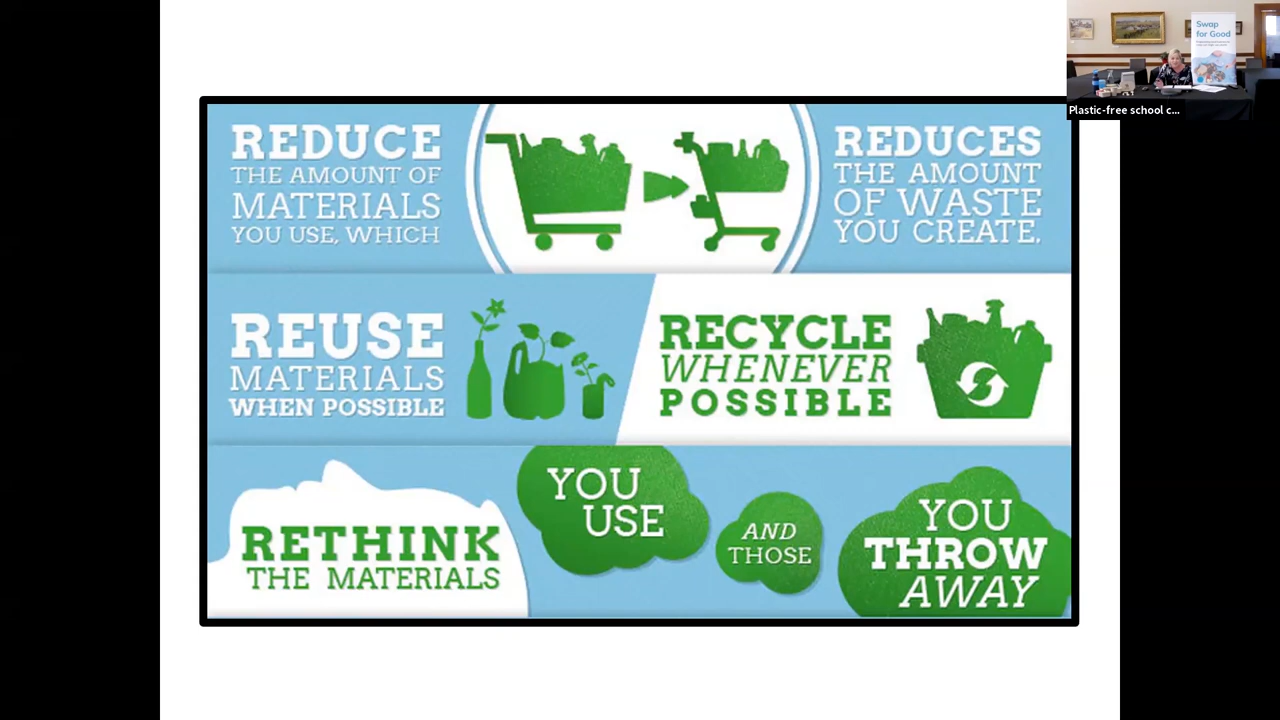 REDUCE
THE AMOUNT OF
MATERIALS
YOU USE, WHICH
REDUCES
THE AMOUNT
OF WASTE
YOU CREATE.
REUSE
MATERIALS
WHEN POSSIBLE
RECYCLE
WHENEVER
POSSIBLE
RETHINK
THE MATERIALS
YOU
USE
AND
THOSE
YOU
THROW
AWAY
Swap
for Good
Plastic-free school c...